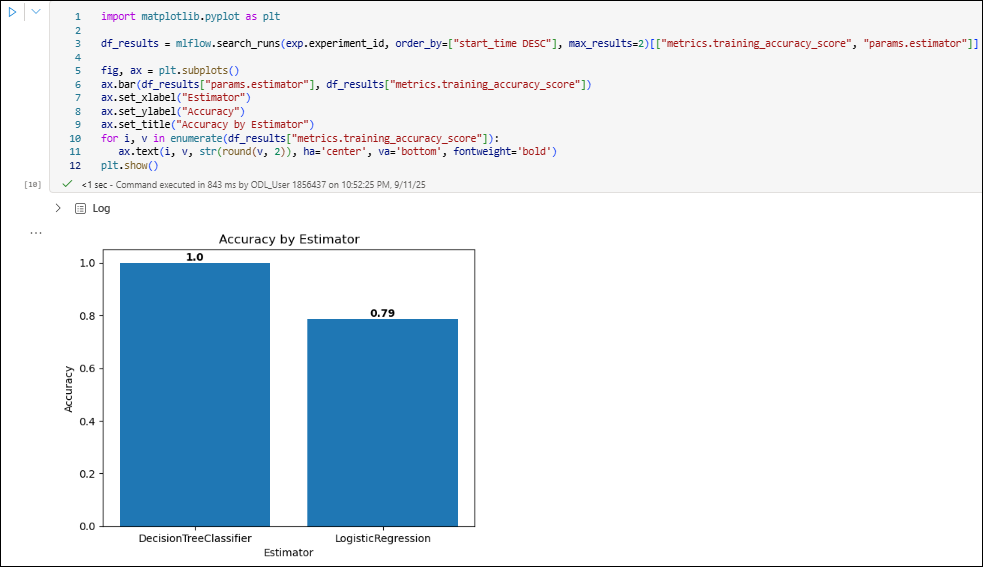 1 import matplotlib.pyplot as plt
2
3 df_results = mlflow.search_runs(exp.experiment_id, order_by=["start_time DESC"], max_results=2)[["metrics.training_accuracy_score", "params.estimator"]]
4
5 fig, ax = plt.subplots()
6 ax.bar(df_results["params.estimator"], df_results["metrics.training_accuracy_score"])
7 ax.set_xlabel("Estimator")
8 ax.set_ylabel("Accuracy")
9 ax.set_title("Accuracy by Estimator")
10 for i, v in enumerate(df_results["metrics.training_accuracy_score"]):
11    ax.text(i, v, str(round(v, 2)), ha='center', va='bottom', fontweight='bold')
12 plt.show()
[10] <1 sec - Command executed in 843 ms by ODL_User 1856437 on 10:52:25 PM, 9/11/25
Log
...
Accuracy by Estimator
1.0
0.79
1.0
0.8
0.6
0.4
0.2
0.0
Accuracy
DecisionTreeClassifier LogisticRegression
Estimator